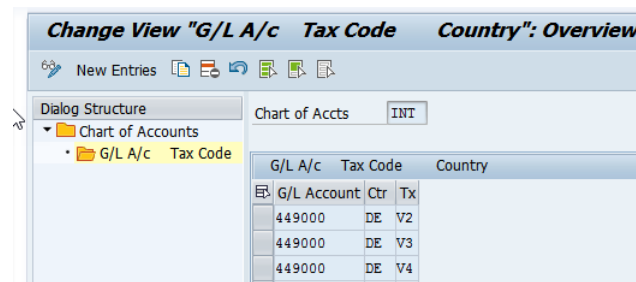 Change View "G/L A/c Tax Code Country": Overview
New Entries
Dialog Structure
Chart of Accounts
G/L A/c Tax Code
Chart of Accts INT
G/L A/c Tax Code Country
G/L Account Ctr Tx
449000 DE V2
449000 DE V3
449000 DE V4